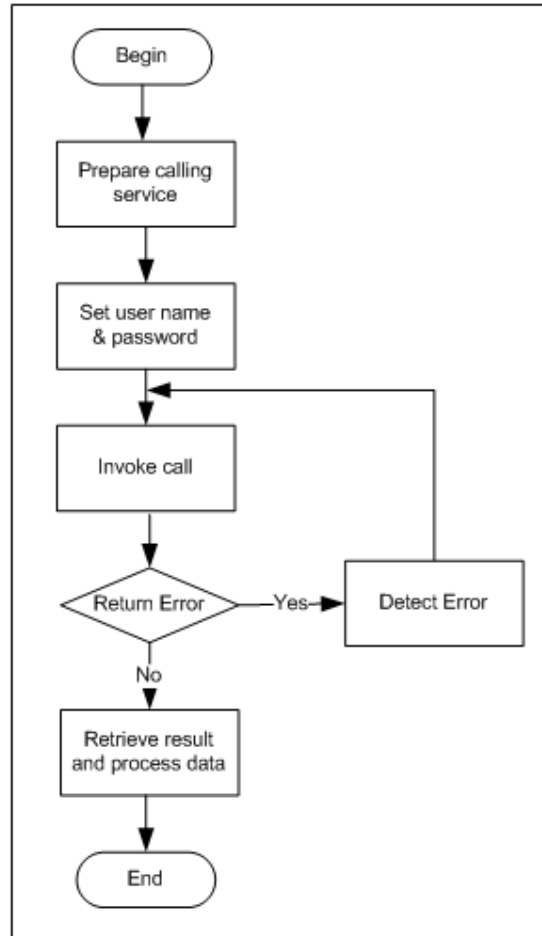 Begin
Prepare calling
service
Set user name
& password
Invoke call
Return Error
Yes
Detect Error
No
Retrieve result
and process data
End